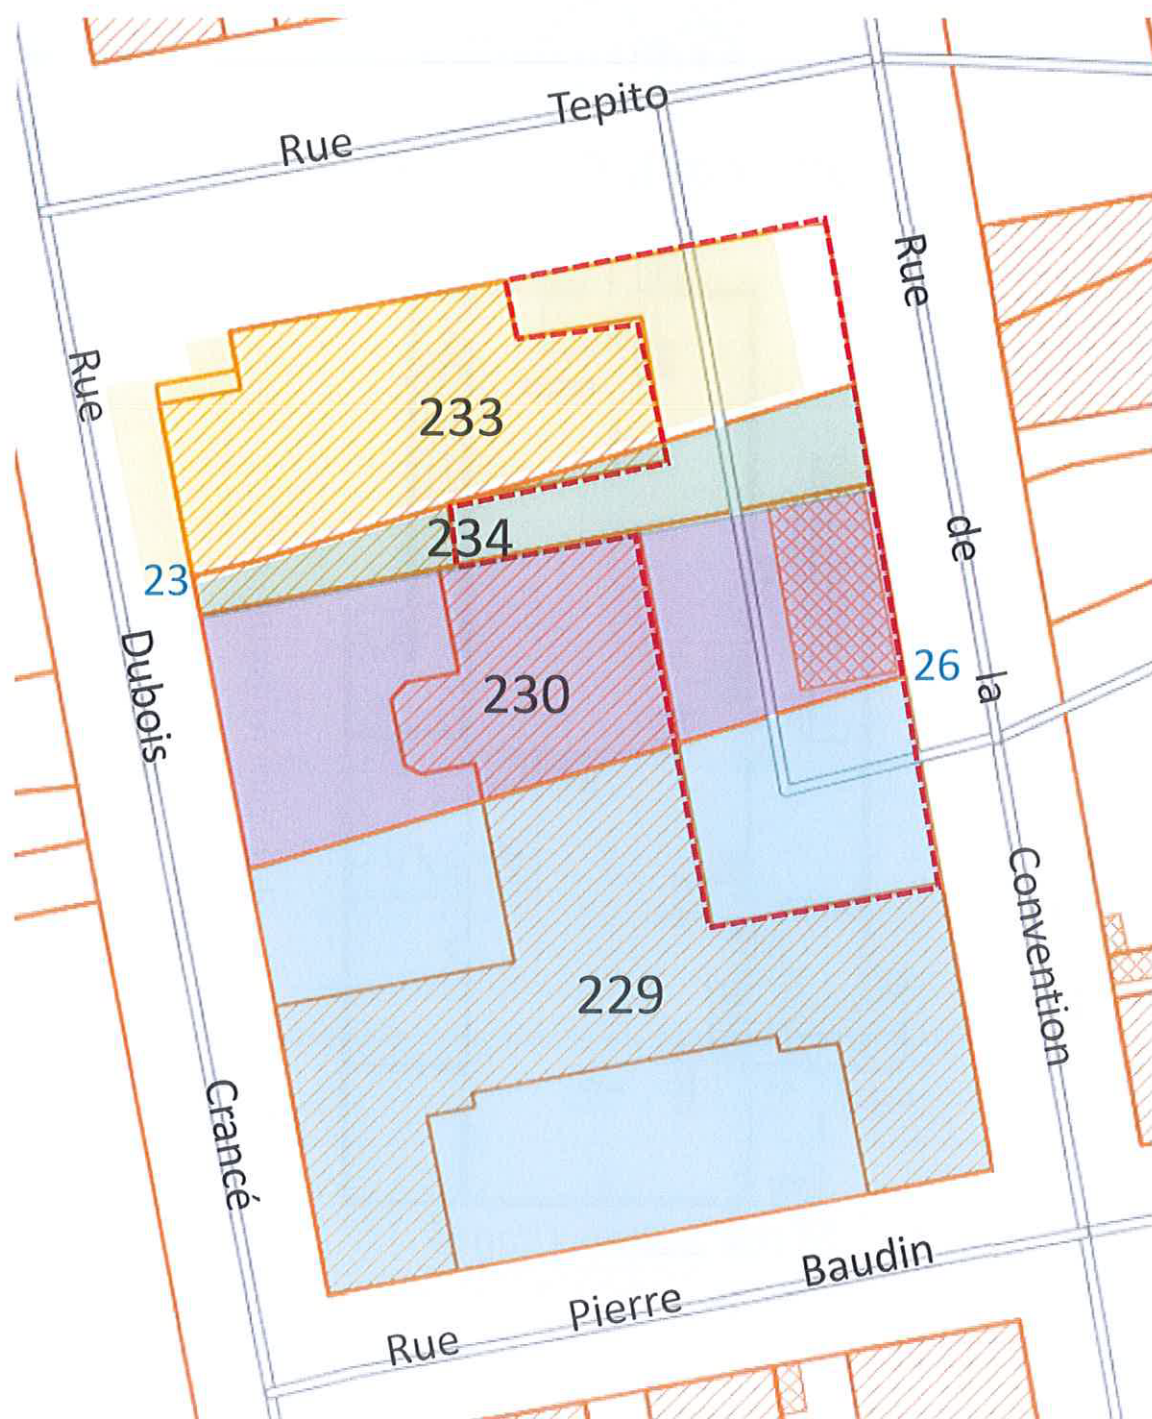 Rue Tepito
Rue Dubois Crancé
Rue de la Convention
233
234
23
230
26
229
Rue Pierre Baudin